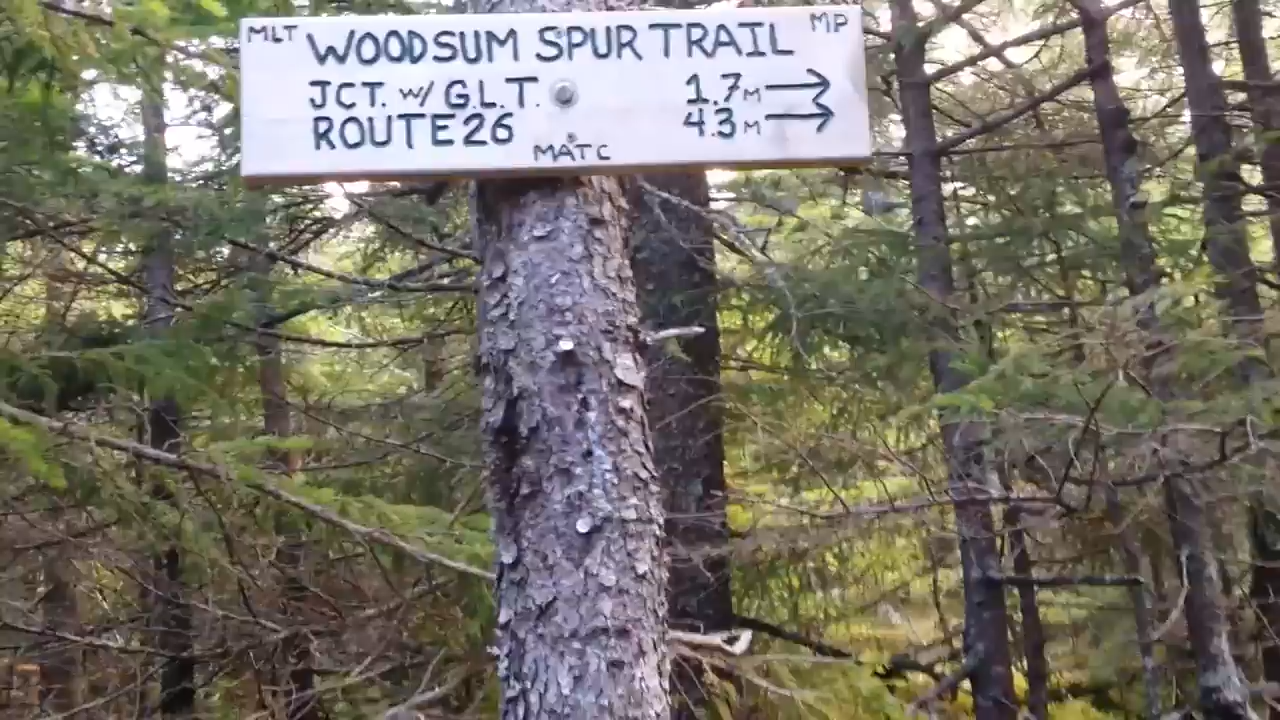 MLT WOODSUM SPUR TRAIL MP
JCT. w/ G.L.T. 1.7M →
ROUTE 26 4.3M →
MATC